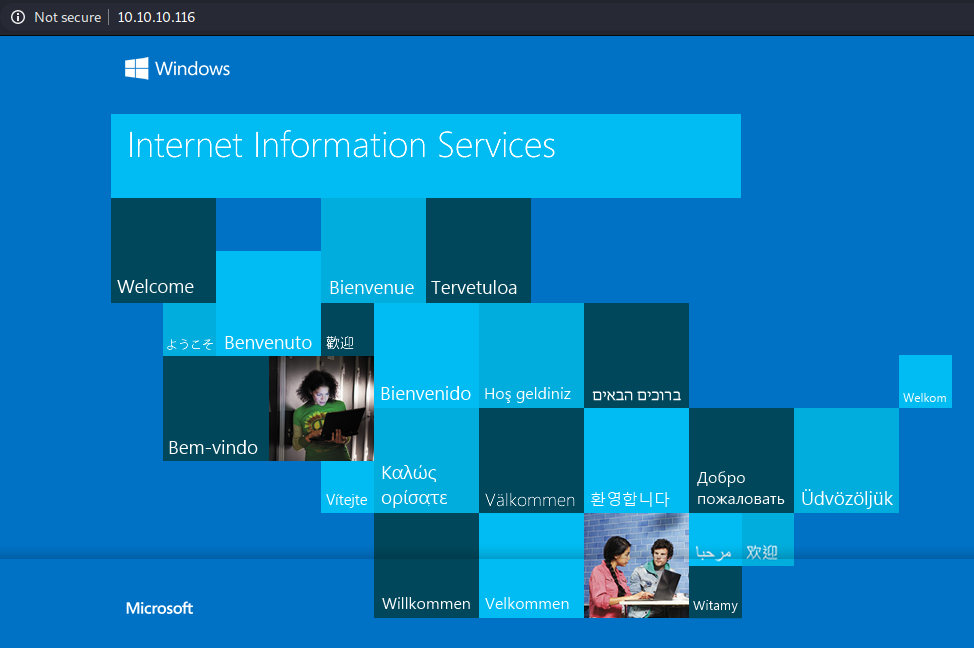 Not secure
10.10.10.116
Windows
Internet Information Services
Welcome
Bienvenue
Tervetuloa
ようこそ
Benvenuto
歡迎
Bienvenido
Hoş geldiniz
ברוכים הבאים
Welkom
Bem-vindo
Vítejte
Καλώς
ορίσατε
Välkommen
환영합니다
Добро
пожаловать
Üdvözöljük
مرحبا
欢迎
Willkommen
Velkommen
Witamy
Microsoft